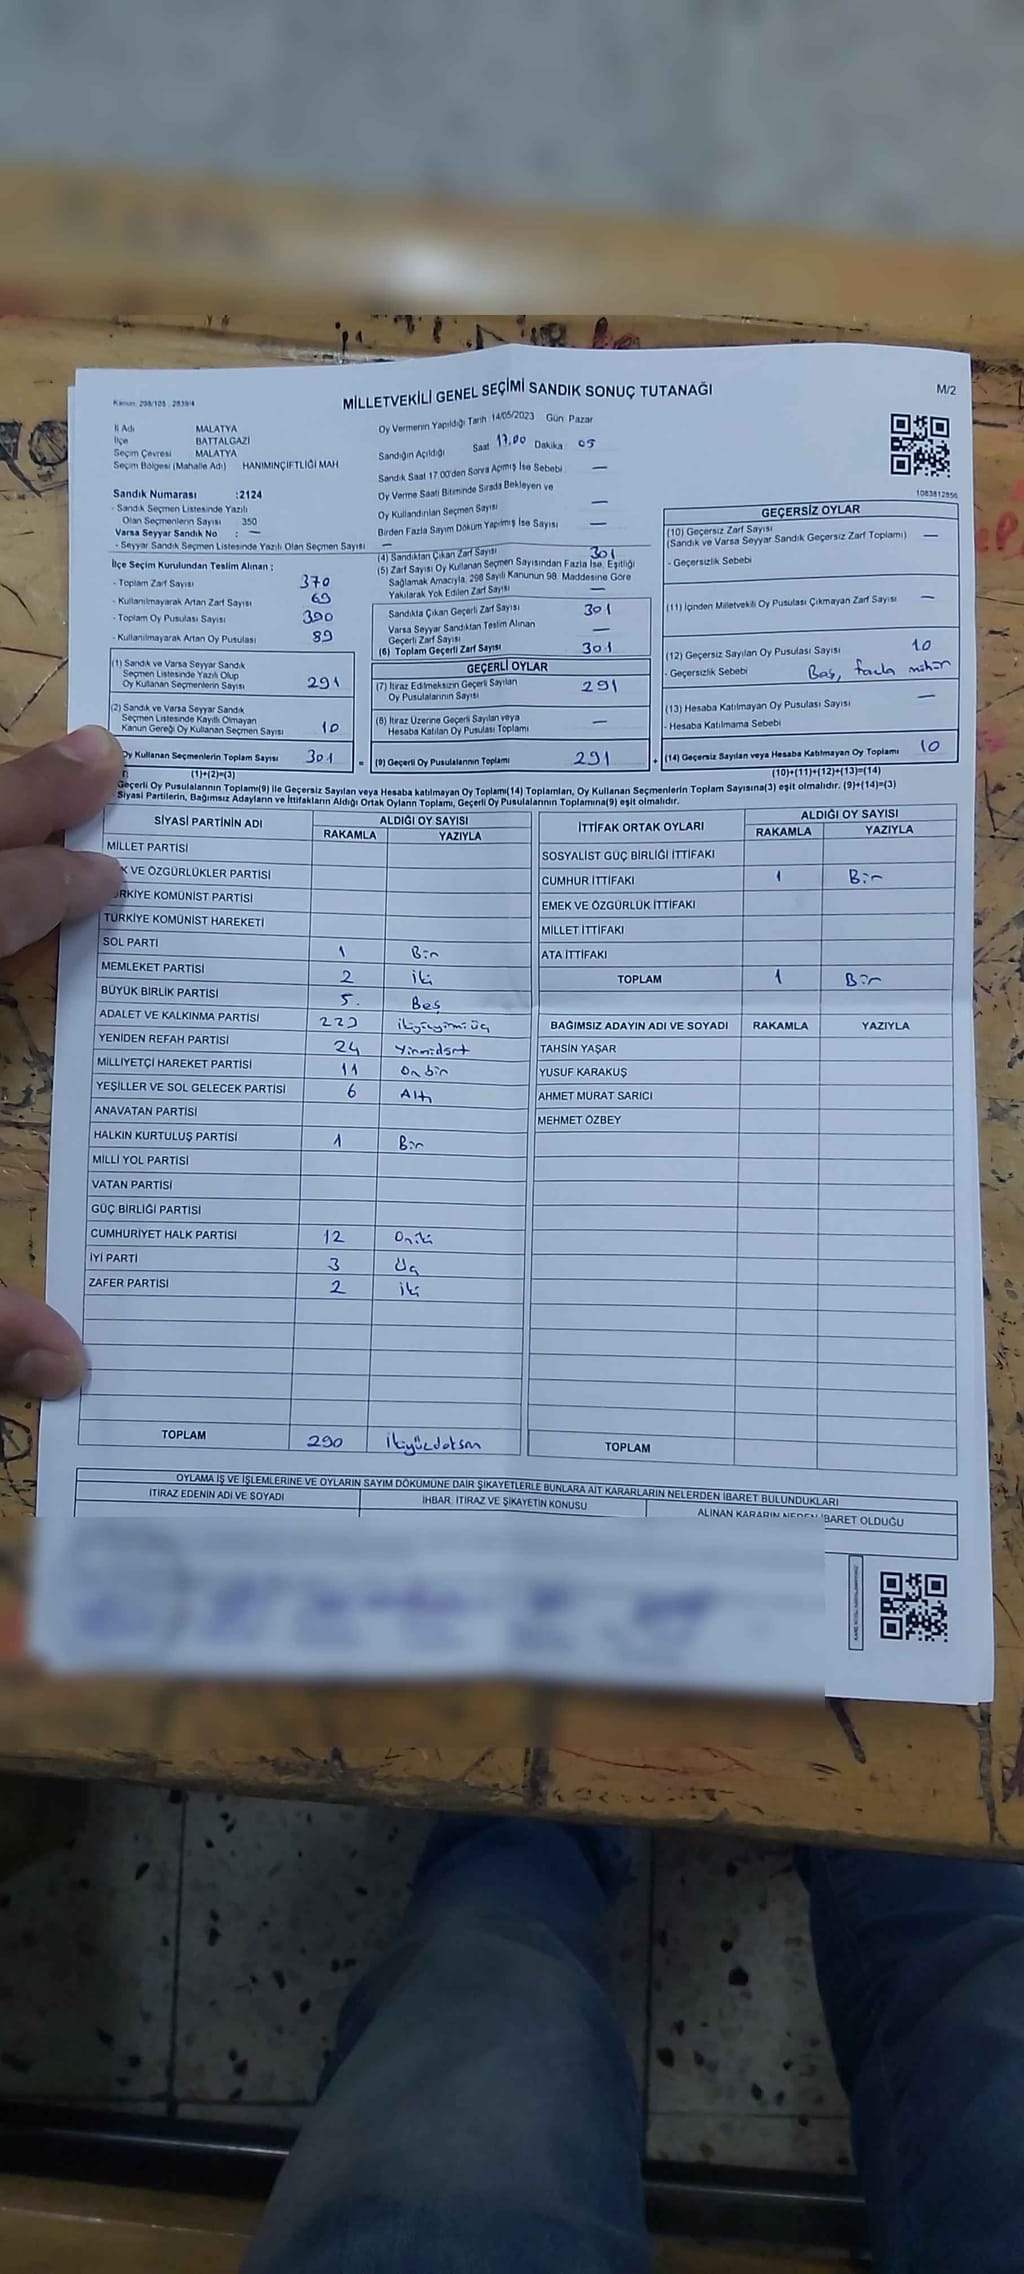 Kanun: 298/105 , 2839/4
MİLLETVEKİLİ GENEL SEÇİMİ SANDIK SONUÇ TUTANAĞI
M/2
İl Adı MALATYA
İlçe BATTALGAZİ
Seçim Çevresi MALATYA
Seçim Bölgesi (Mahalle Adı) HANIMINÇİFTLİĞİ MAH
Sandık Numarası :2124
- Sandık Seçmen Listesinde Yazılı
Olan Seçmenlerin Sayısı 350
Varsa Seyyar Sandık No : —
- Seyyar Sandık Seçmen Listesinde Yazılı Olan Seçmen Sayısı —
İlçe Seçim Kurulundan Teslim Alınan ;
- Toplam Zarf Sayısı 370
- Kullanılmayarak Artan Zarf Sayısı 69
- Toplam Oy Pusulası Sayısı 390
- Kullanılmayarak Artan Oy Pusulası 89
(1) Sandık ve Varsa Seyyar Sandık
Seçmen Listesinde Yazılı Olup
Oy Kullanan Seçmenlerin Sayısı 291
(2) Sandık ve Varsa Seyyar Sandık
Seçmen Listesinde Kayıtlı Olmayan
Kanun Gereği Oy Kullanan Seçmen Sayısı 10
Oy Kullanan Seçmenlerin Toplam Sayısı 301
(1)+(2)=(3)
Oy Vermenin Yapıldığı Tarih 14/05/2023 Gün Pazar
Sandığın Açıldığı Saat 17.00 Dakika 05
Sandık Saat 17 00'den Sonra Açılmış İse Sebebi —
Oy Verme Saati Bitiminde Sırada Bekleyen ve
Oy Kullandırılan Seçmen Sayısı —
Birden Fazla Sayım Döküm Yapılmış İse Sayısı —
(4) Sandıktan Çıkan Zarf Sayısı 301
(5) Zarf Sayısı Oy Kullanan Seçmen Sayısından Fazla İse, Eşitliği
Sağlamak Amacıyla, 298 Sayılı Kanunun 98. Maddesine Göre
Yakılarak Yok Edilen Zarf Sayısı —
Sandıkta Çıkan Geçerli Zarf Sayısı 301
Varsa Seyyar Sandıktan Teslim Alınan
Geçerli Zarf Sayısı —
(6) Toplam Geçerli Zarf Sayısı 301
GEÇERLİ OYLAR
(7) İtiraz Edilmeksizin Geçerli Sayılan
Oy Pusulalarının Sayısı 291
(8) İtiraz Üzerine Geçerli Sayılan veya
Hesaba Katılan Oy Pusulası Toplamı —
= (9) Geçerli Oy Pusulalarının Toplamı 291 +
1083812856
GEÇERSİZ OYLAR
(10) Geçersiz Zarf Sayısı
(Sandık ve Varsa Seyyar Sandık Geçersiz Zarf Toplamı) —
- Geçersizlik Sebebi
(11) İçinden Milletvekili Oy Pusulası Çıkmayan Zarf Sayısı —
(12) Geçersiz Sayılan Oy Pusulası Sayısı 10
- Geçersizlik Sebebi Boş, fazla mühür
(13) Hesaba Katılmayan Oy Pusulası Sayısı —
- Hesaba Katılmama Sebebi
(14) Geçersiz Sayılan veya Hesaba Katılmayan Oy Toplamı 10
(10)+(11)+(12)+(13)=(14)
Geçerli Oy Pusulalarının Toplamı(9) ile Geçersiz Sayılan veya Hesaba katılmayan Oy Toplamı(14) Toplamları, Oy Kullanan Seçmenlerin Toplam Sayısına(3) eşit olmalıdır. (9)+(14)=(3)
Siyasi Partilerin, Bağımsız Adayların ve İttifakların Aldığı Ortak Oyların Toplamı, Geçerli Oy Pusulalarının Toplamına(9) eşit olmalıdır.
SİYASİ PARTİNİN ADI ALDIĞI OY SAYISI
RAKAMLA YAZIYLA
MİLLET PARTİSİ
VE ÖZGÜRLÜKLER PARTİSİ
RKİYE KOMÜNİST PARTİSİ
TÜRKİYE KOMÜNİST HAREKETİ
SOL PARTİ 1 Bir
MEMLEKET PARTİSİ 2 iki
BÜYÜK BİRLİK PARTİSİ 5. Beş
ADALET VE KALKINMA PARTİSİ 223 ikiyüzyirmiüç
YENİDEN REFAH PARTİSİ 24 Yirmidört
MİLLİYETÇİ HAREKET PARTİSİ 11 Onbir
YEŞİLLER VE SOL GELECEK PARTİSİ 6 Altı
ANAVATAN PARTİSİ
HALKIN KURTULUŞ PARTİSİ 1 Bir
MİLLİ YOL PARTİSİ
VATAN PARTİSİ
GÜÇ BİRLİĞİ PARTİSİ
CUMHURİYET HALK PARTİSİ 12 Oniki
İYİ PARTİ 3 Üç
ZAFER PARTİSİ 2 iki
TOPLAM 290 ikiyüzdoksan
İTTİFAK ORTAK OYLARI ALDIĞI OY SAYISI
RAKAMLA YAZIYLA
SOSYALİST GÜÇ BİRLİĞİ İTTİFAKI
CUMHUR İTTİFAKI 1 Bir
EMEK VE ÖZGÜRLÜK İTTİFAKI
MİLLET İTTİFAKI
ATA İTTİFAKI
TOPLAM 1 Bir
BAĞIMSIZ ADAYIN ADI VE SOYADI RAKAMLA YAZIYLA
TAHSİN YAŞAR
YUSUF KARAKUŞ
AHMET MURAT SARICI
MEHMET ÖZBEY
TOPLAM
OYLAMA İŞ VE İŞLEMLERİNE VE OYLARIN SAYIM DÖKÜMÜNE DAİR ŞİKAYETLERLE BUNLARA AİT KARARLARIN NELERDEN İBARET BULUNDUKLARI
İTİRAZ EDENİN ADI VE SOYADI İHBAR, İTİRAZ VE ŞİKAYETİN KONUSU ALINAN KARARIN NEDEN İBARET OLDUĞU